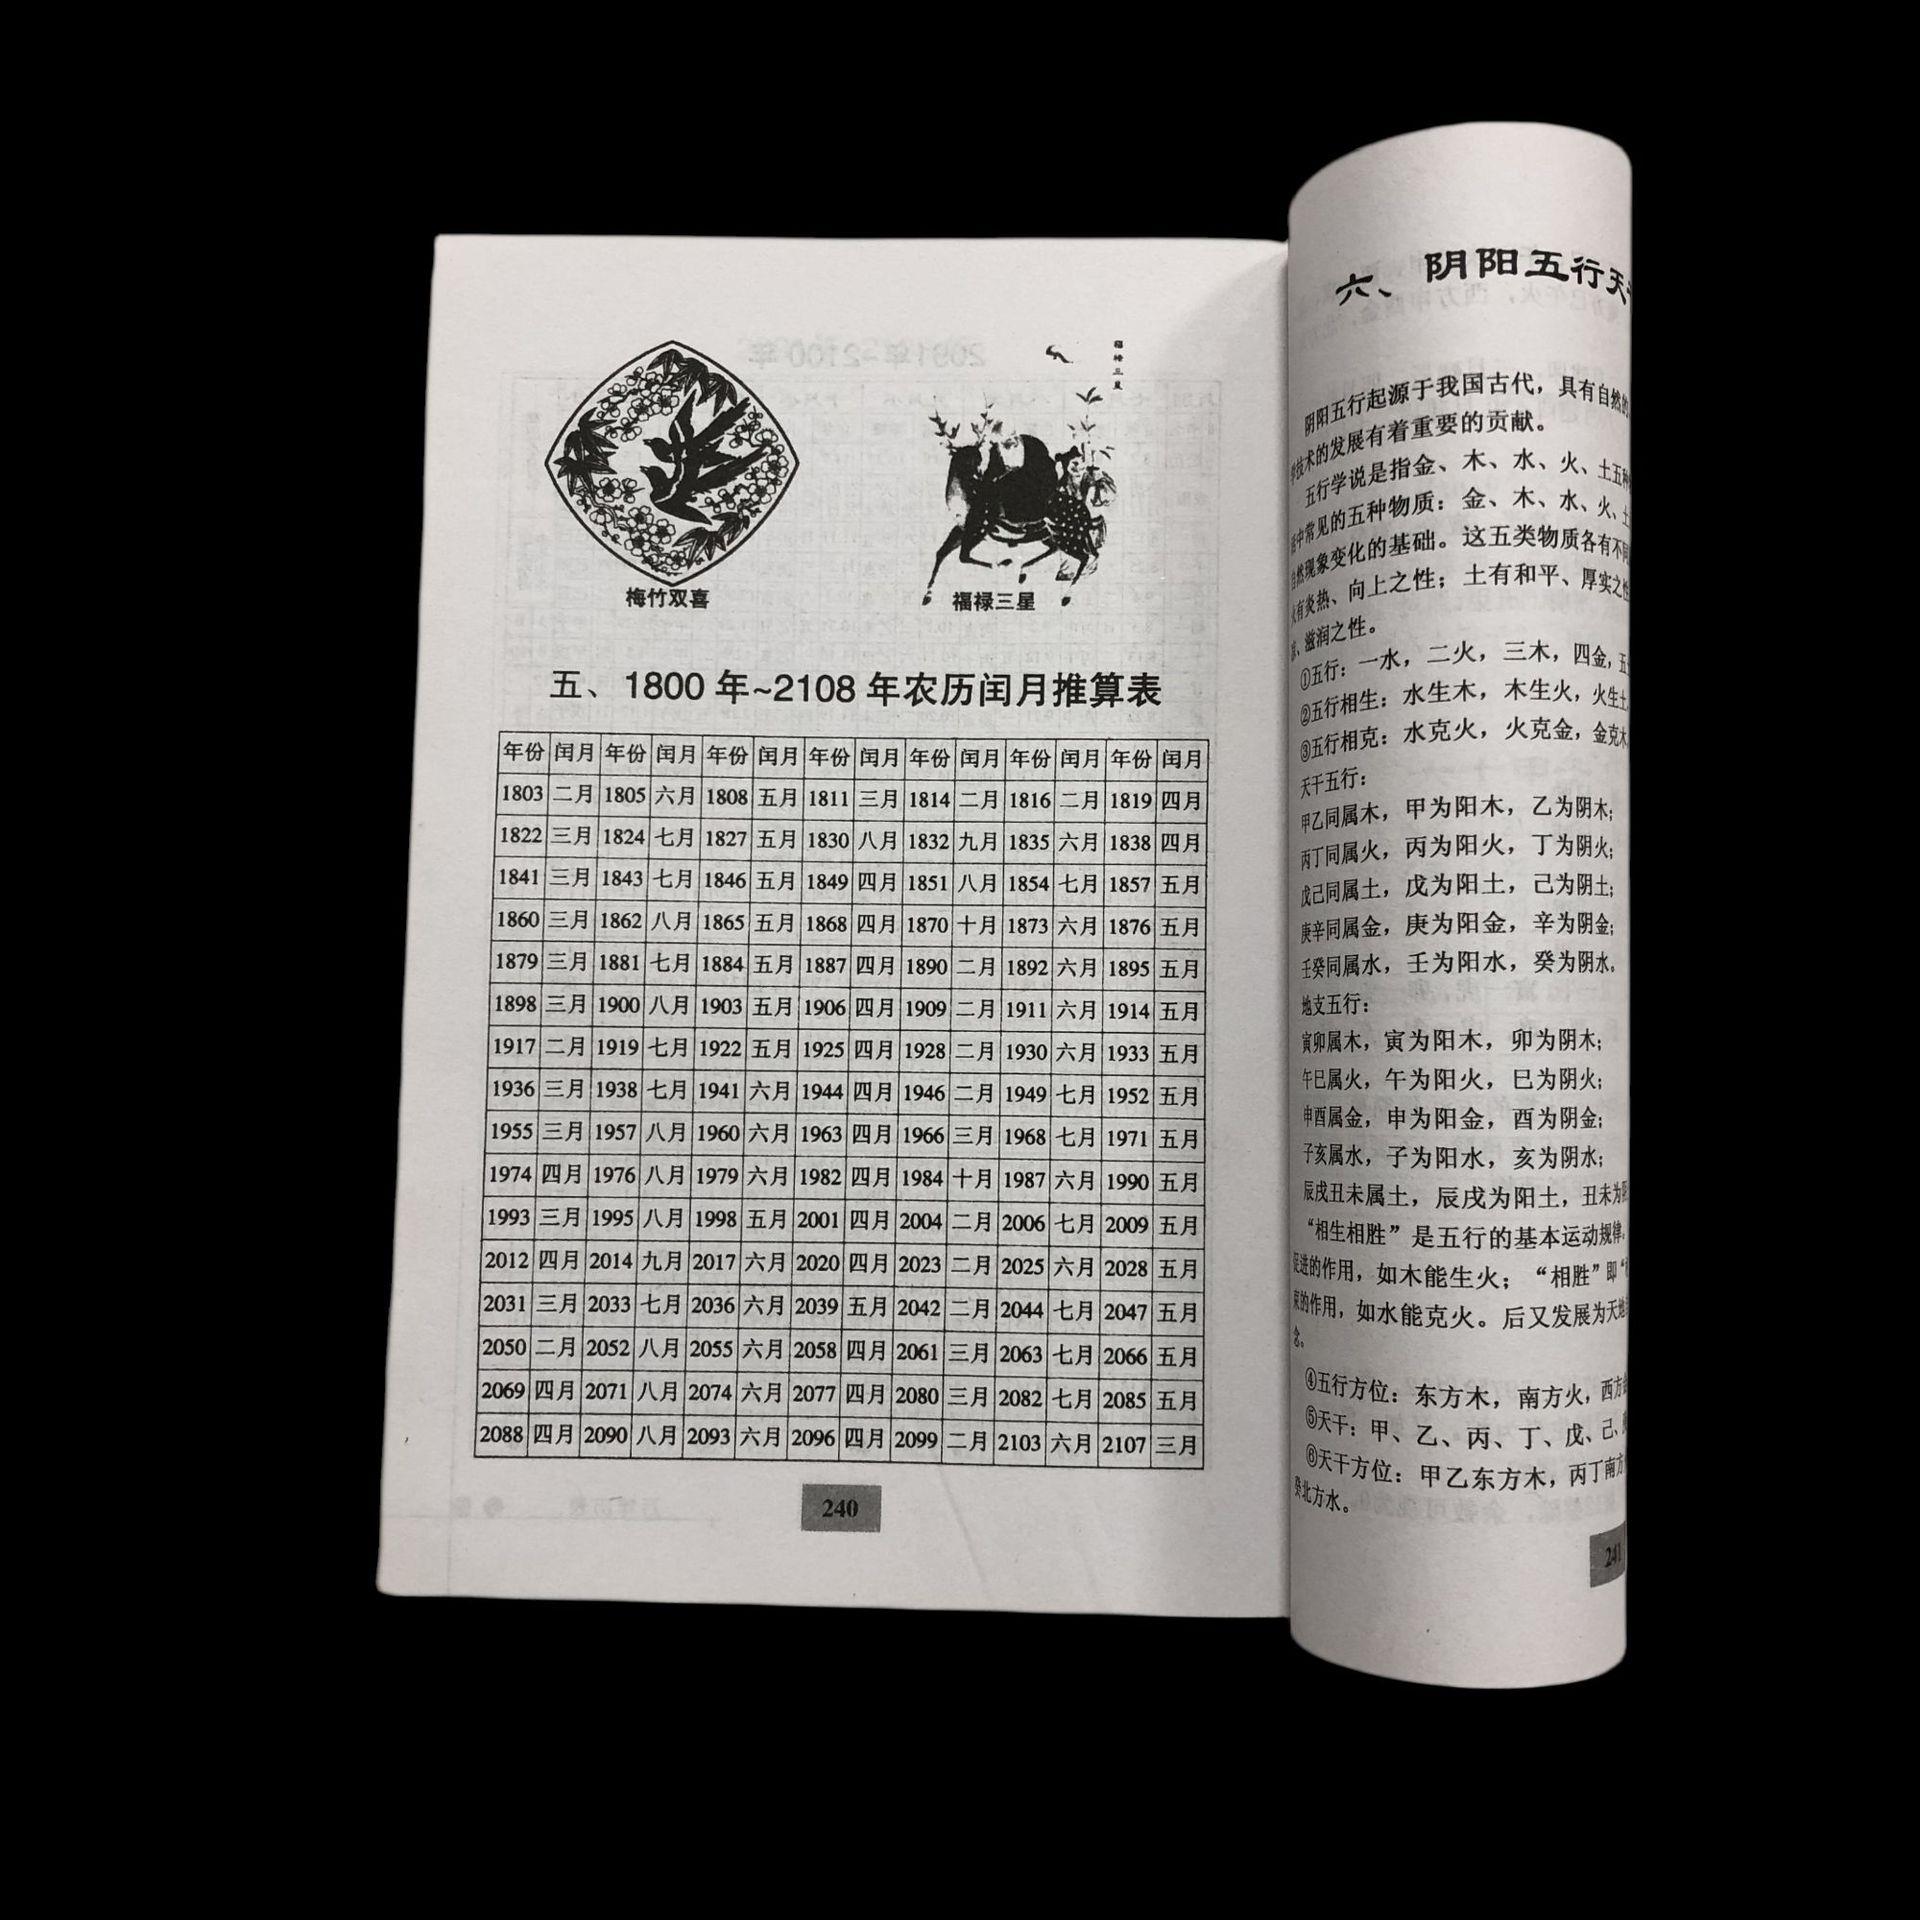 福禄三星
梅竹双喜
福禄三星
五、1800年~2108年农历闰月推算表
年份 闰月 年份 闰月 年份 闰月 年份 闰月 年份 闰月 年份 闰月 年份 闰月
1803 二月 1805 六月 1808 五月 1811 三月 1814 二月 1816 二月 1819 四月
1822 三月 1824 七月 1827 五月 1830 八月 1832 九月 1835 六月 1838 四月
1841 三月 1843 七月 1846 五月 1849 四月 1851 八月 1854 七月 1857 五月
1860 三月 1862 八月 1865 五月 1868 四月 1870 十月 1873 六月 1876 五月
1879 三月 1881 七月 1884 五月 1887 四月 1890 二月 1892 六月 1895 五月
1898 三月 1900 八月 1903 五月 1906 四月 1909 二月 1911 六月 1914 五月
1917 二月 1919 七月 1922 五月 1925 四月 1928 二月 1930 六月 1933 五月
1936 三月 1938 七月 1941 六月 1944 四月 1946 二月 1949 七月 1952 五月
1955 三月 1957 八月 1960 六月 1963 四月 1966 三月 1968 七月 1971 五月
1974 四月 1976 八月 1979 六月 1982 四月 1984 十月 1987 六月 1990 五月
1993 三月 1995 八月 1998 五月 2001 四月 2004 二月 2006 七月 2009 五月
2012 四月 2014 九月 2017 六月 2020 四月 2023 二月 2025 六月 2028 五月
2031 三月 2033 七月 2036 六月 2039 五月 2042 二月 2044 七月 2047 五月
2050 二月 2052 八月 2055 六月 2058 四月 2061 三月 2063 七月 2066 五月
2069 四月 2071 八月 2074 六月 2077 四月 2080 三月 2082 七月 2085 五月
2088 四月 2090 八月 2093 六月 2096 四月 2099 二月 2103 六月 2107 三月
240
六、阴阳五行天
阴阳五行起源于我国古代，具有自然的
学技术的发展有着重要的贡献。
五行学说是指金、木、水、火、土五种
活中常见的五种物质：金、木、水、火、土
自然现象变化的基础。这五类物质各有不同
火有炎热、向上之性；土有和平、厚实之性
、滋润之性。
①五行：一水，二火，三木，四金，五
②五行相生：水生木，木生火，火生土
③五行相克：水克火，火克金，金克木
天干五行：
甲乙同属木，甲为阳木，乙为阴木；
丙丁同属火，丙为阳火，丁为阴火；
戊己同属土，戊为阳土，己为阴土；
庚辛同属金，庚为阳金，辛为阴金；
壬癸同属水，壬为阳水，癸为阴水。
地支五行：
寅卯属木，寅为阳木，卯为阴木；
午巳属火，午为阳火，巳为阴火；
申酉属金，申为阳金，酉为阴金；
子亥属水，子为阳水，亥为阴水；
辰戌丑未属土，辰戌为阳土，丑未为
“相生相胜”是五行的基本运动规律。
促进的作用，如木能生火；“相胜”即“
束的作用，如水能克火。后又发展为天地
念。
④五行方位：东方木，南方火，西方
⑤天干：甲、乙、丙、丁、戊、己、
⑥天干方位：甲乙东方木，丙丁南方
癸北方水。
241